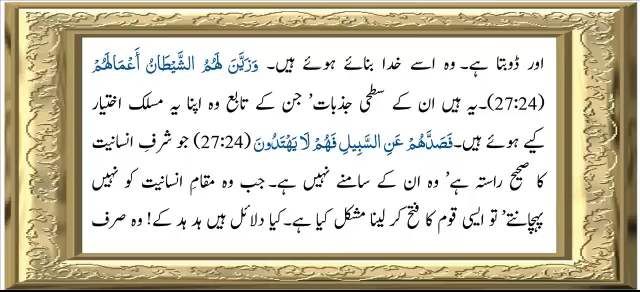 اور ڈوبتا ہے۔ وہ اسے خدا بنائے ہوئے ہیں۔ وَزَيَّنَ لَهُمُ الشَّيْطَانُ أَعْمَالَهُمْ
(27:24)۔یہ ہیں ان کے سطحی جذبات’ جن کے تابع وہ اپنا یہ مسلک اختیار
کیے ہوئے ہیں۔فَصَدَّهُمْ عَنِ السَّبِيلِ فَهُمْ لَا يَهْتَدُونَ (27:24) جو شرفِ انسانیت
کا صحیح راستہ ہے’ وہ ان کے سامنے نہیں ہے۔ جب وہ مقامِ انسانیت کو نہیں
پہچانتے’ تو ایسی قوم کا فتح کر لینا مشکل کیا ہے۔کیا دلائل ہیں ہد ہد کے! وہ صرف